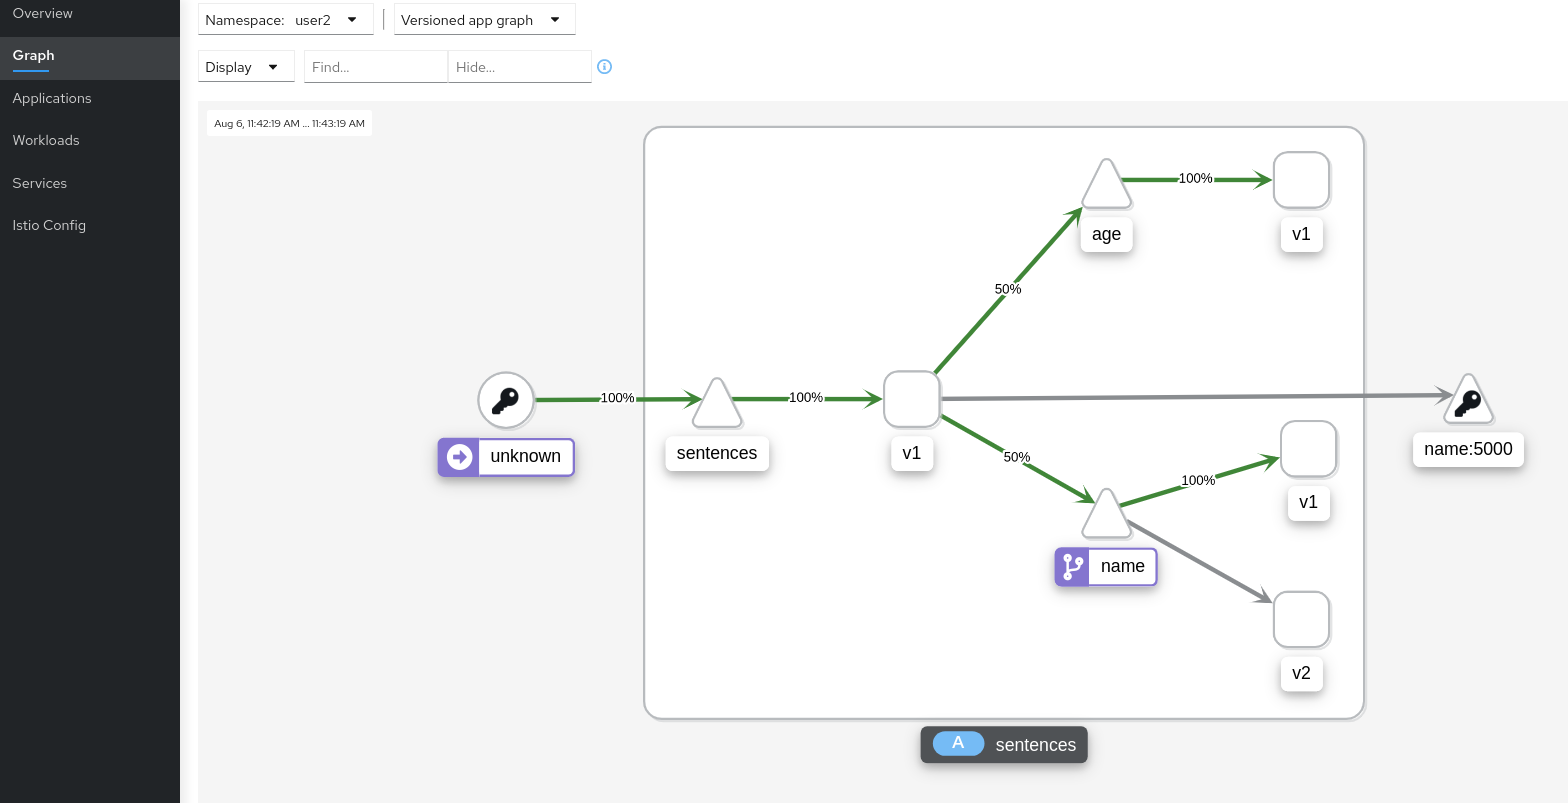 Overview
Graph
Applications
Workloads
Services
Istio Config
Namespace: user2
Versioned app graph
Display
Find...
Hide...
Aug 6, 11:42:19 AM ... 11:43:19 AM
100%
age
v1
50%
100%
100%
unknown
sentences
v1
name:5000
50%
100%
v1
name
v2
A sentences